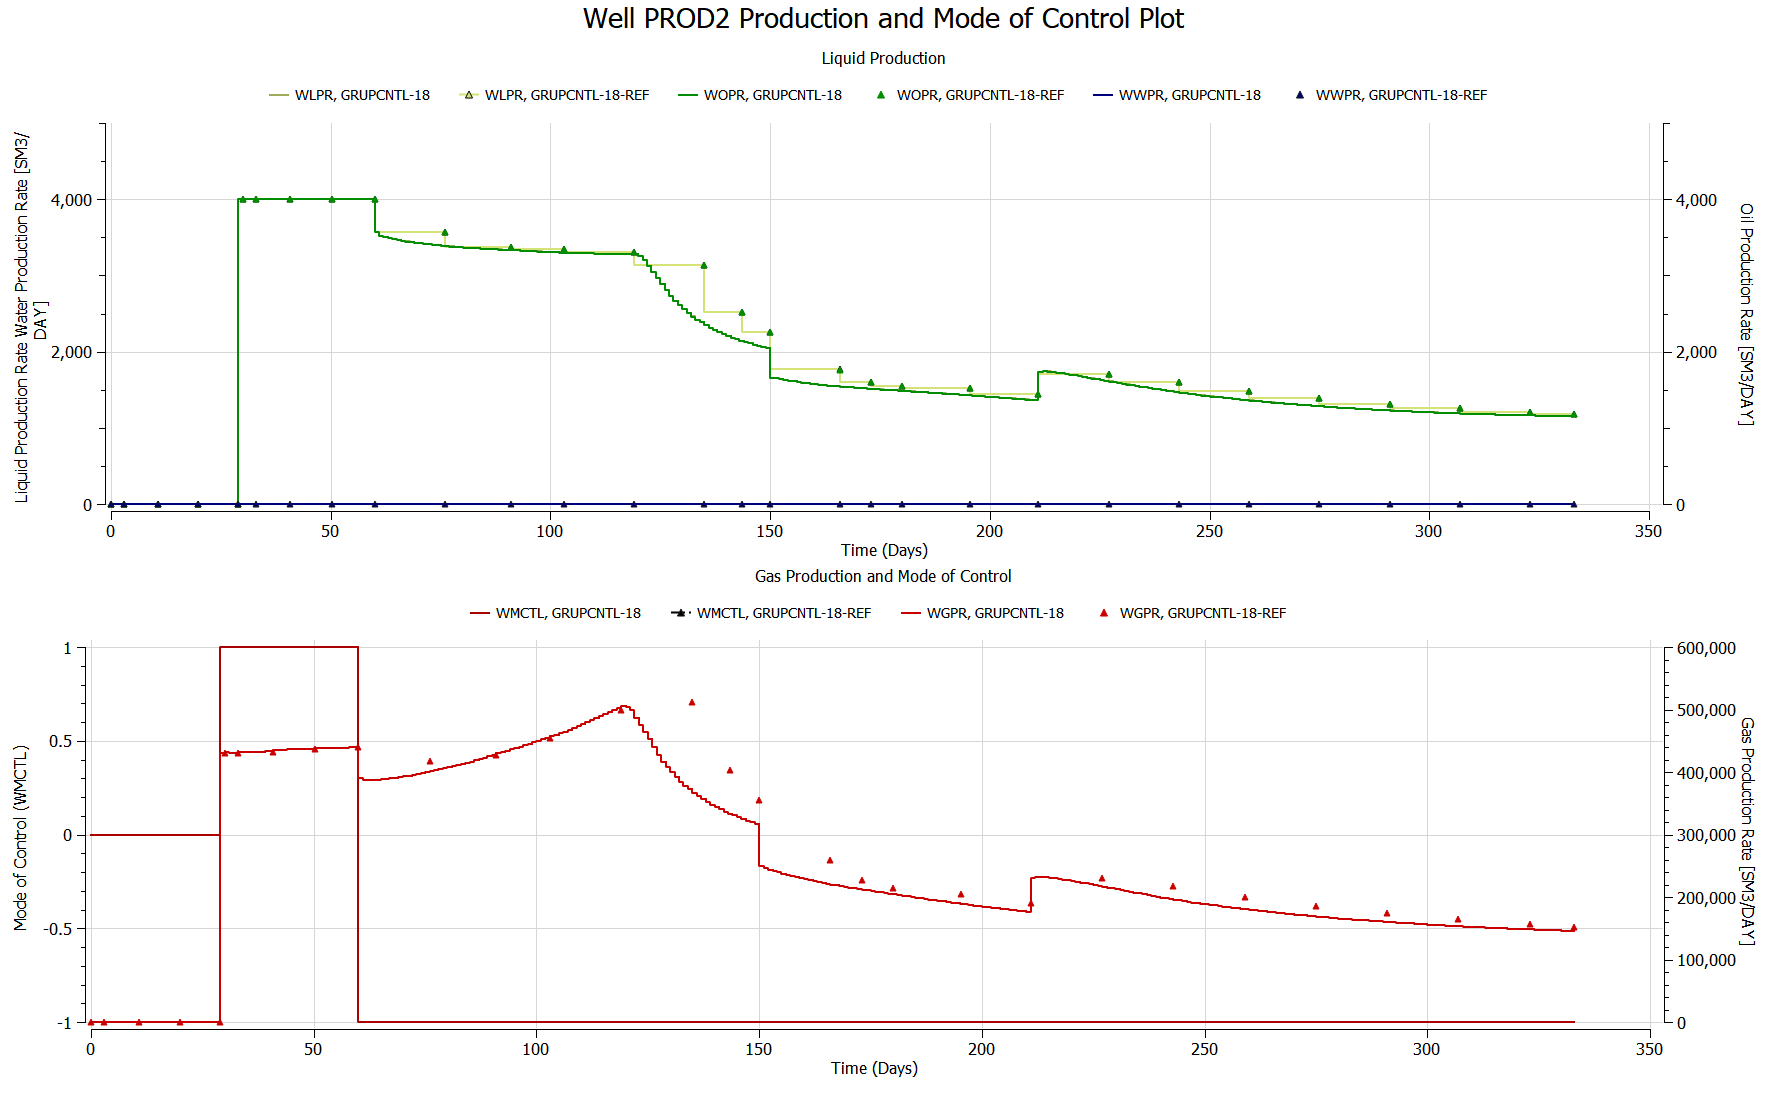 Well PROD2 Production and Mode of Control Plot
Liquid Production
WLPR, GRUPCNTL-18 WLPR, GRUPCNTL-18-REF WOPR, GRUPCNTL-18 WOPR, GRUPCNTL-18-REF WWPR, GRUPCNTL-18 WWPR, GRUPCNTL-18-REF
Liquid Production Rate Water Production Rate [SM3/
DAY]
4,000
2,000
0
4,000
2,000
0
Oil Production Rate [SM3/DAY]
0 50 100 150 200 250 300 350
Time (Days)
Gas Production and Mode of Control
WMCTL, GRUPCNTL-18 WMCTL, GRUPCNTL-18-REF WGPR, GRUPCNTL-18 WGPR, GRUPCNTL-18-REF
Mode of Control (WMCTL)
1
0.5
0
-0.5
-1
600,000
500,000
400,000
300,000
200,000
100,000
0
Gas Production Rate [SM3/DAY]
0 50 100 150 200 250 300 350
Time (Days)